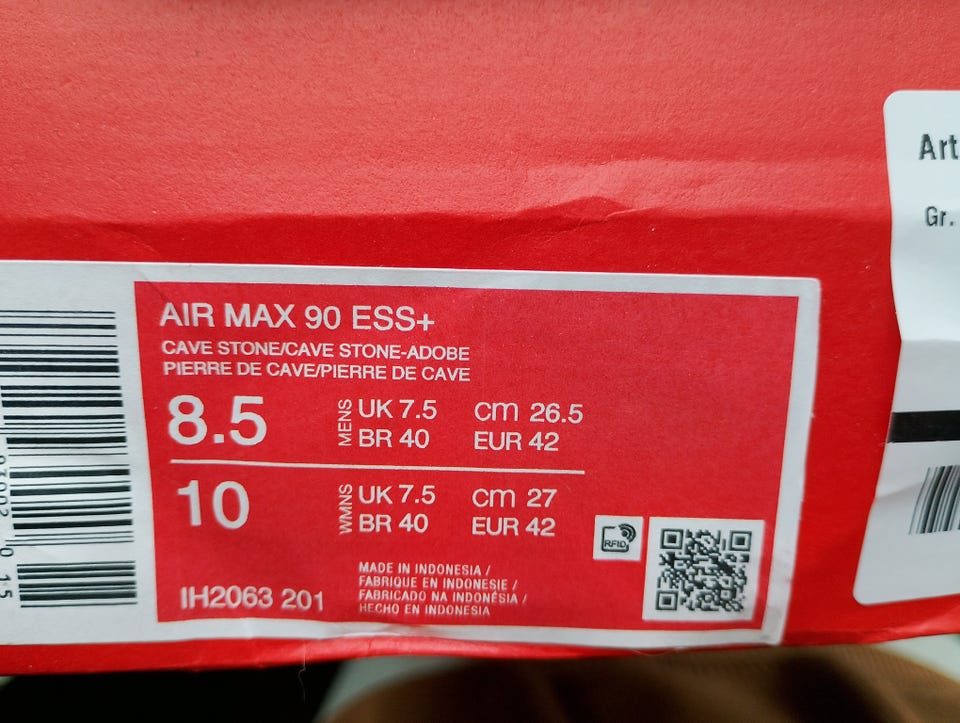 AIR MAX 90 ESS+
CAVE STONE/CAVE STONE-ADOBE
PIERRE DE CAVE/PIERRE DE CAVE
8.5 MENS UK 7.5 cm 26.5
BR 40 EUR 42
10 WMNS UK 7.5 cm 27
BR 40 EUR 42
RFID
MADE IN INDONESIA /
FABRIQUE EN INDONESIE /
FABRICADO NA INDONÉSIA /
HECHO EN INDONESIA
IH2063 201
Art.
Gr.
0 15